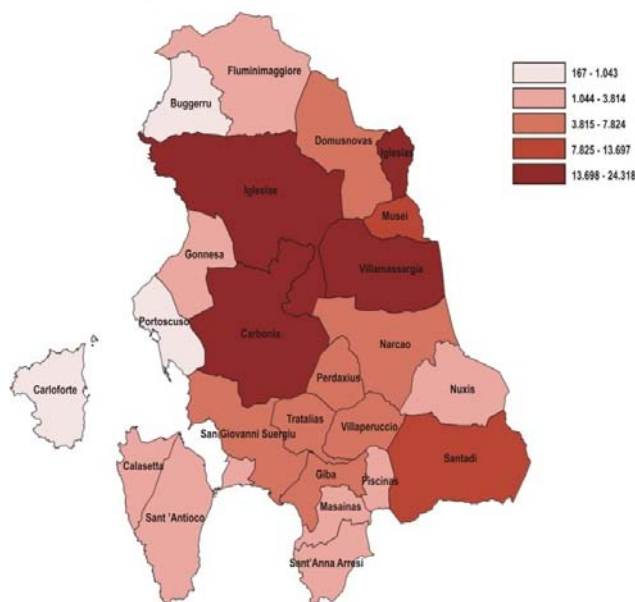 Fluminimaggiore
Buggerru
Domusnovas
Iglesias
Iglesias
Musei
Gonnesa
Villamassargia
Portoscuso
Carbonia
Narcao
Carloforte
Perdaxius
Nuxis
Tratalias
San Giovanni Suergiu
Villaperuccio
Calasetta
Santadi
Giba
Piscinas
Masainas
Sant 'Antioco
Sant'Anna Arresi
167 - 1.043
1.044 - 3.814
3.815 - 7.824
7.825 - 13.697
13.698 - 24.318